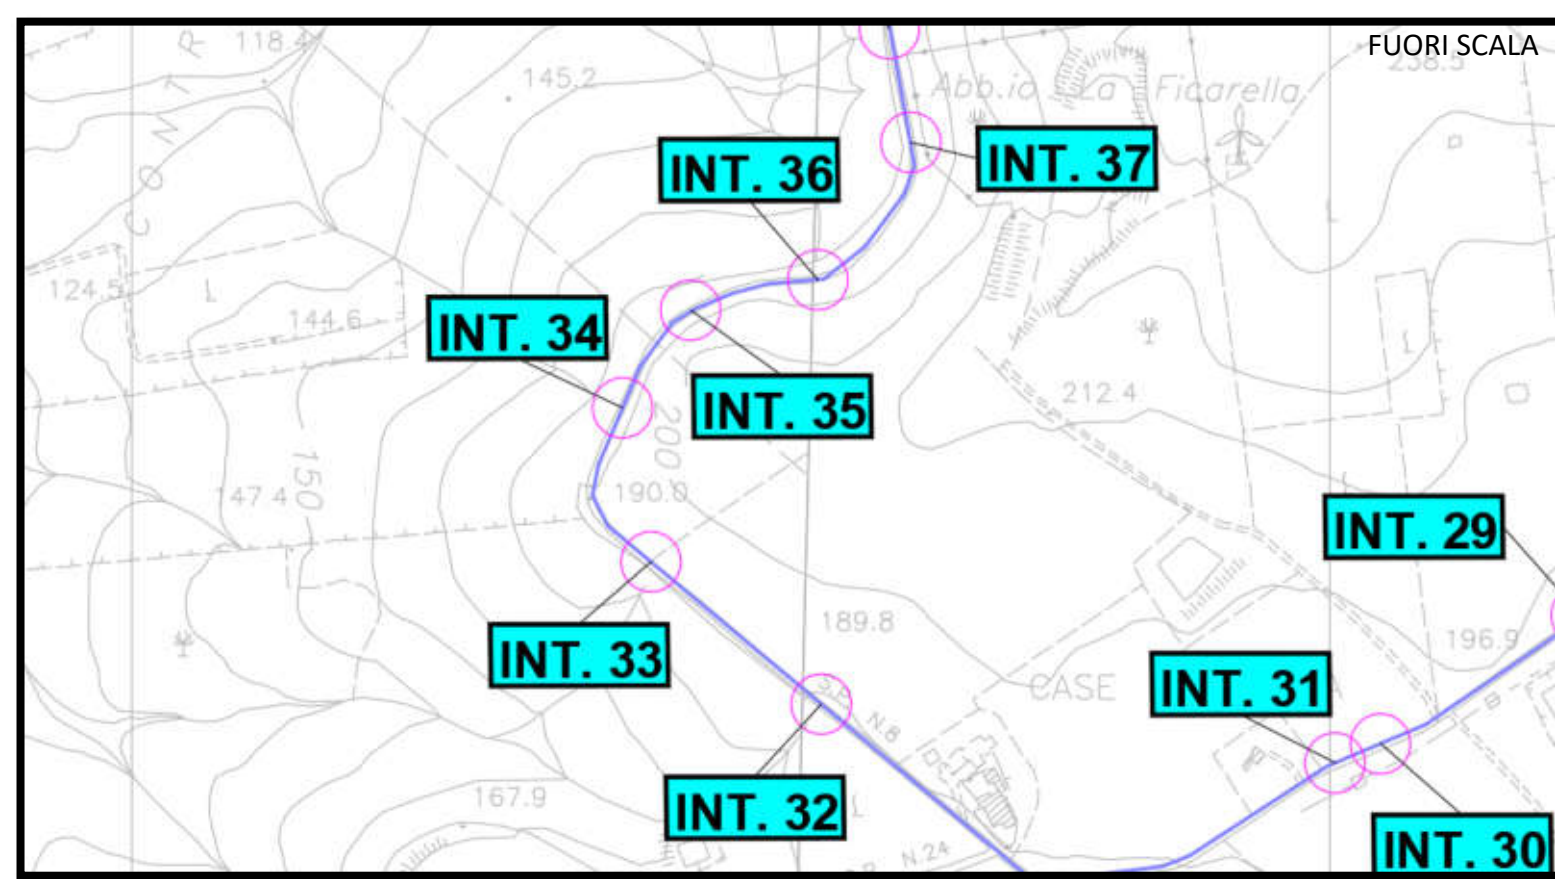 FUORI SCALA
118.4
145.2
238.5
Abb.io La Ficarella
INT. 36
INT. 37
124.5
144.6
INT. 34
INT. 35
212.4
200
190.0
147.4
150
INT. 29
INT. 33
189.8
196.9
CASE
INT. 31
S.P. N.8
INT. 32
167.9
N.24
INT. 30